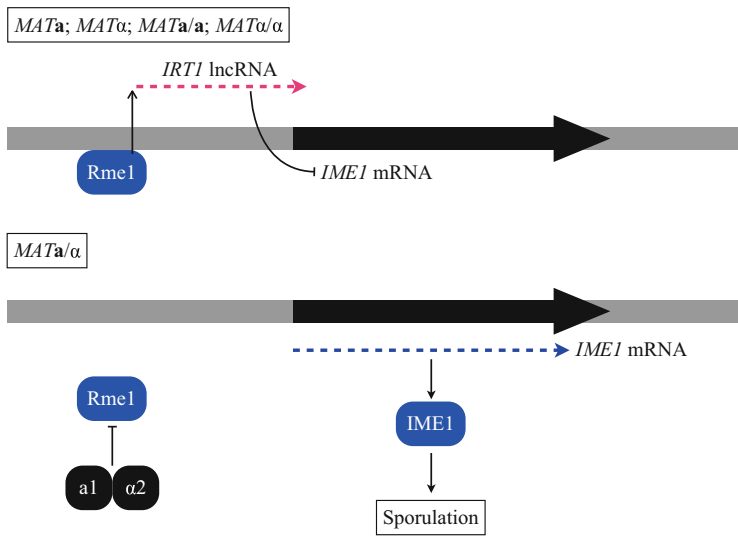 MATa; MATα; MATa/a; MATα/α
IRT1 lncRNA
Rme1
IME1 mRNA
MATa/α
IME1 mRNA
Rme1
IME1
a1 α2
Sporulation